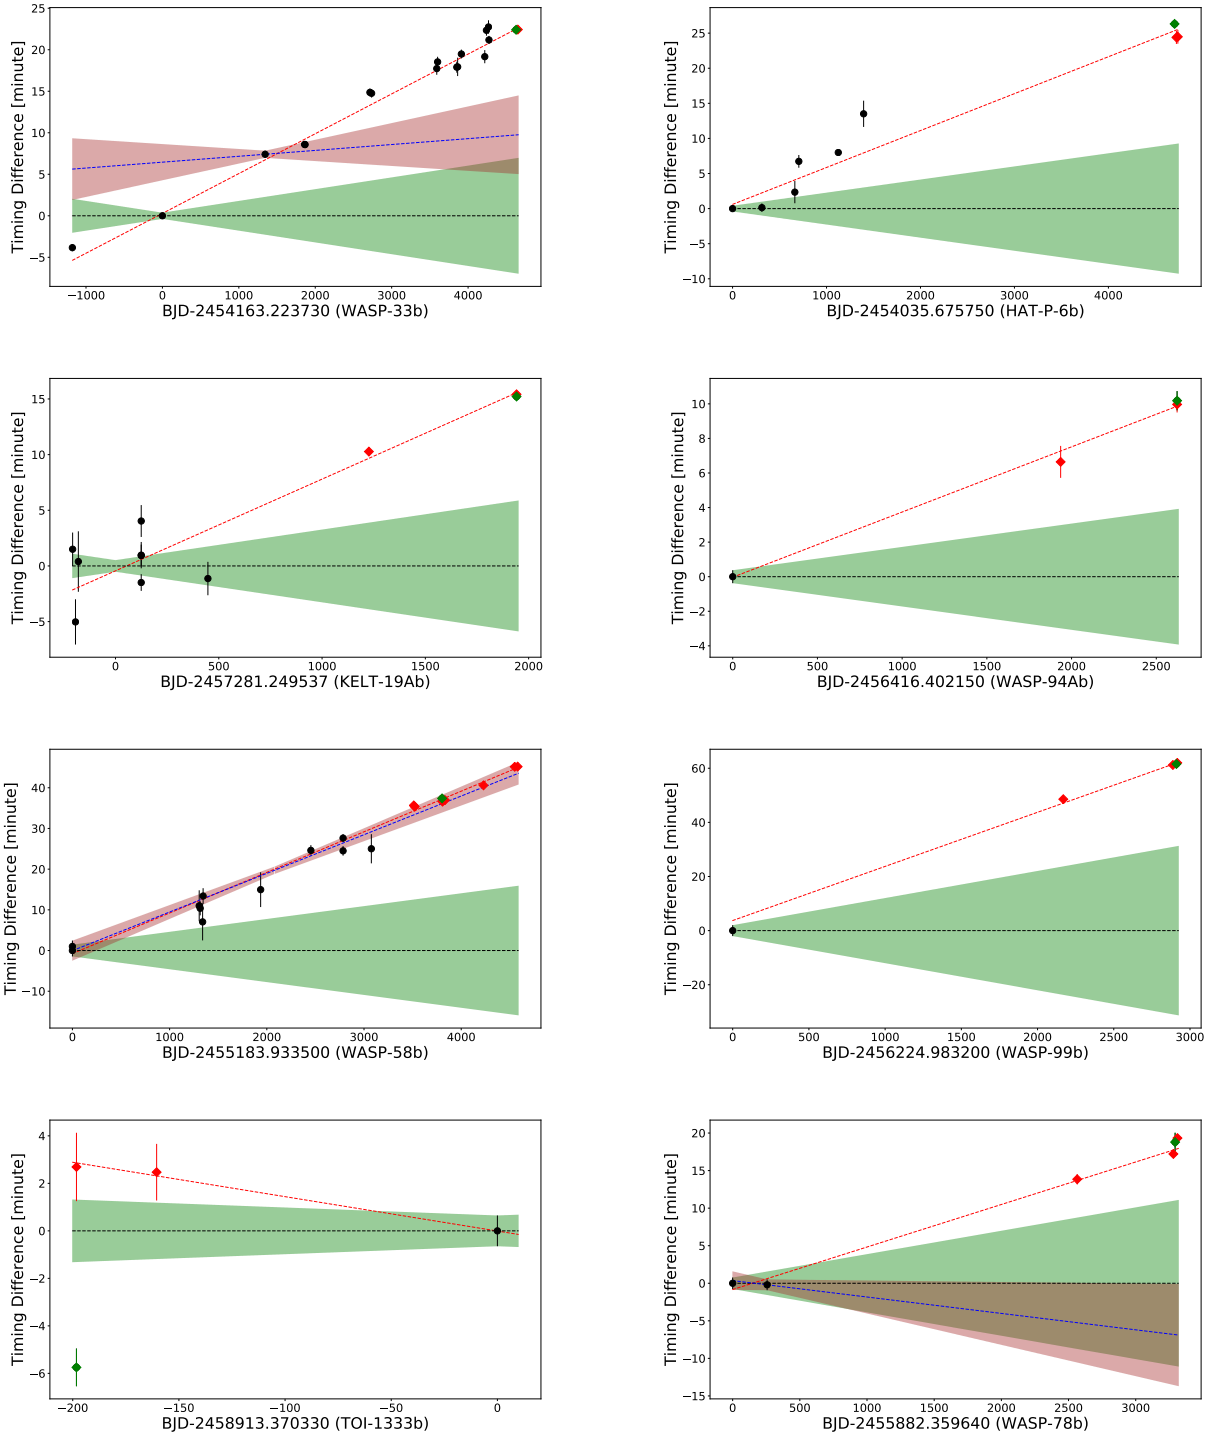 25
20
15
10
5
0
−5
Timing Difference [minute]
−1000 0 1000 2000 3000 4000
BJD-2454163.223730 (WASP-33b)
25
20
15
10
5
0
−5
−10
Timing Difference [minute]
0 1000 2000 3000 4000
BJD-2454035.675750 (HAT-P-6b)
15
10
5
0
−5
Timing Difference [minute]
0 500 1000 1500 2000
BJD-2457281.249537 (KELT-19Ab)
10
8
6
4
2
0
−2
−4
Timing Difference [minute]
0 500 1000 1500 2000 2500
BJD-2456416.402150 (WASP-94Ab)
40
30
20
10
0
−10
Timing Difference [minute]
0 1000 2000 3000 4000
BJD-2455183.933500 (WASP-58b)
60
40
20
0
−20
Timing Difference [minute]
0 500 1000 1500 2000 2500 3000
BJD-2456224.983200 (WASP-99b)
4
2
0
−2
−4
−6
Timing Difference [minute]
−200 −150 −100 −50 0
BJD-2458913.370330 (TOI-1333b)
20
15
10
5
0
−5
−10
−15
Timing Difference [minute]
0 500 1000 1500 2000 2500 3000
BJD-2455882.359640 (WASP-78b)